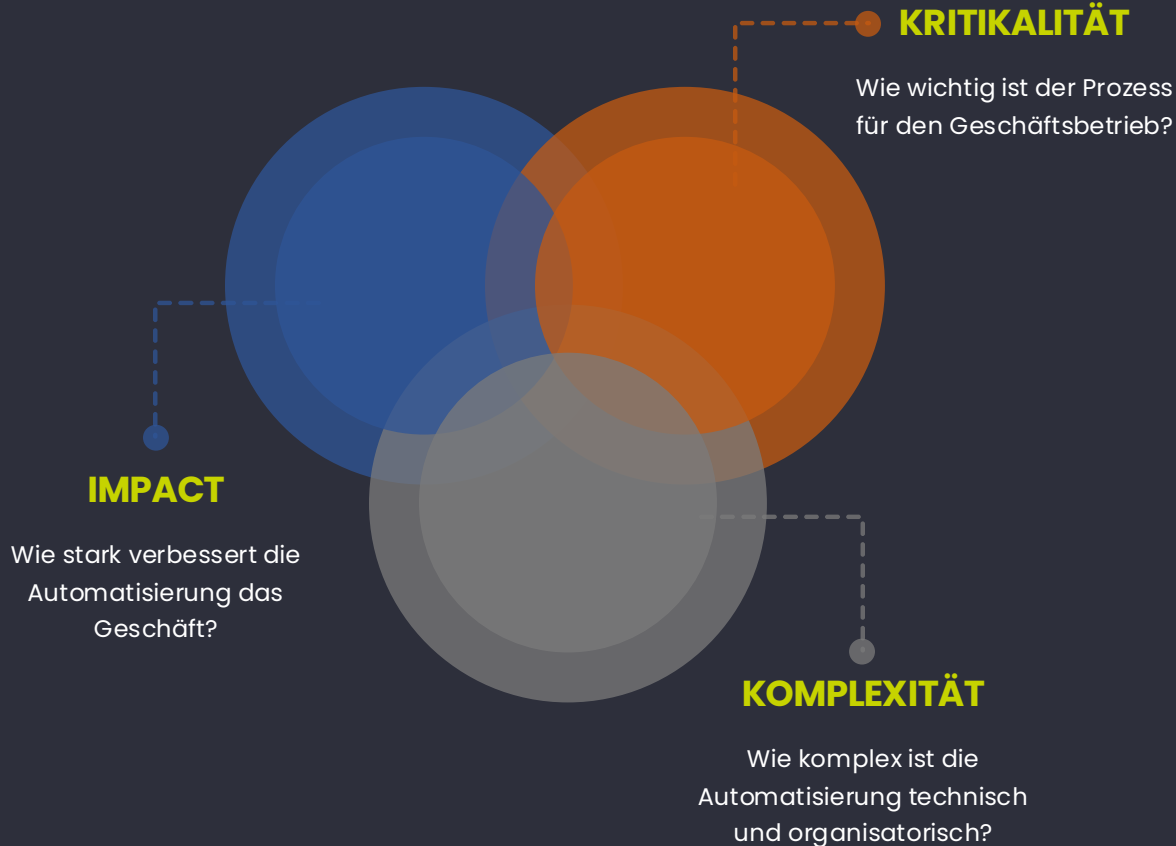 KRITIKALITÄT
Wie wichtig ist der Prozess
für den Geschäftsbetrieb?
IMPACT
Wie stark verbessert die
Automatisierung das
Geschäft?
KOMPLEXITÄT
Wie komplex ist die
Automatisierung technisch
und organisatorisch?